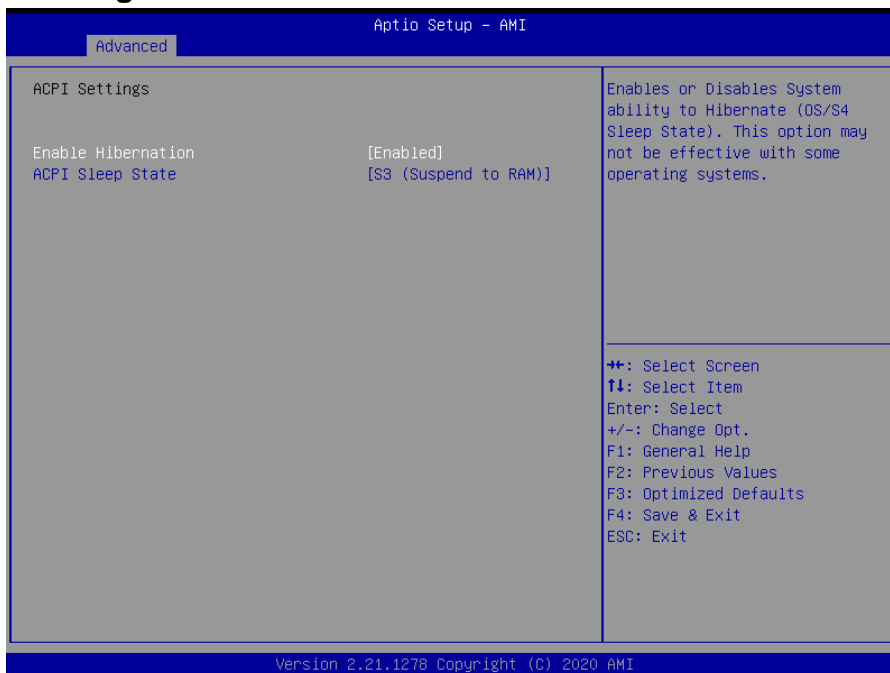 Aptio Setup – AMI
Advanced
ACPI Settings
Enable Hibernation [Enabled]
ACPI Sleep State [S3 (Suspend to RAM)]
Enables or Disables System
ability to Hibernate (OS/S4
Sleep State). This option may
not be effective with some
operating systems.
→←: Select Screen
↑↓: Select Item
Enter: Select
+/-: Change Opt.
F1: General Help
F2: Previous Values
F3: Optimized Defaults
F4: Save & Exit
ESC: Exit
Version 2.21.1278 Copyright (C) 2020 AMI